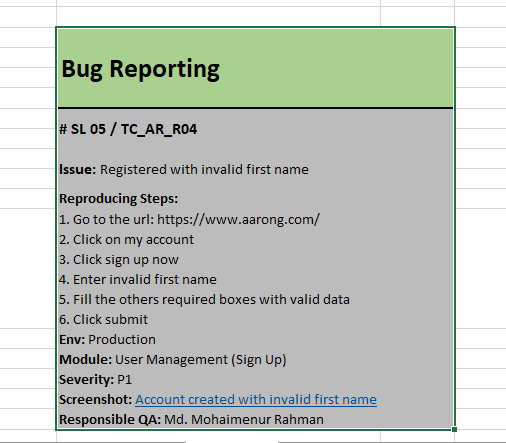 Bug Reporting
# SL 05 / TC_AR_R04
Issue: Registered with invalid first name
Reproducing Steps:
1. Go to the url: https://www.aarong.com/
2. Click on my account
3. Click sign up now
4. Enter invalid first name
5. Fill the others required boxes with valid data
6. Click submit
Env: Production
Module: User Management (Sign Up)
Severity: P1
Screenshot: Account created with invalid first name
Responsible QA: Md. Mohaimenur Rahman